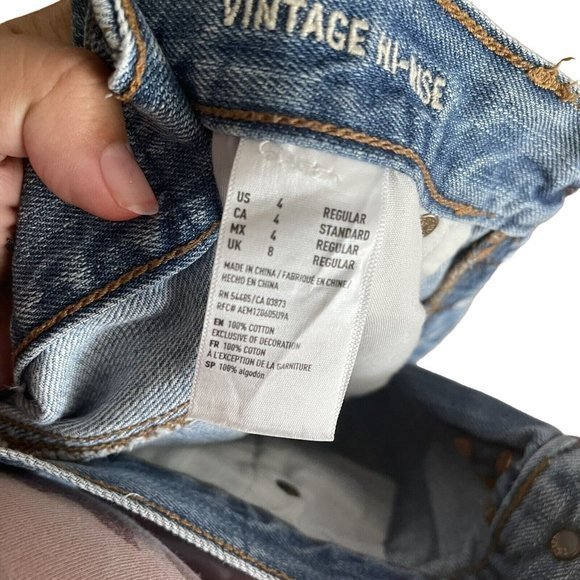 VINTAGE HI-RISE
US 4 REGULAR
CA 4 STANDARD
MX 4 REGULAR
UK 8 REGULAR
MADE IN CHINA / FABRIQUÉ EN CHINE /
HECHO EN CHINA
RN 54485/CA 03873
RFC# AEM120605U9A
EN 100% COTTON
EXCLUSIVE OF DECORATION
FR 100% COTON
À L'EXCEPTION DE LA GARNITURE
SP 100% algodón